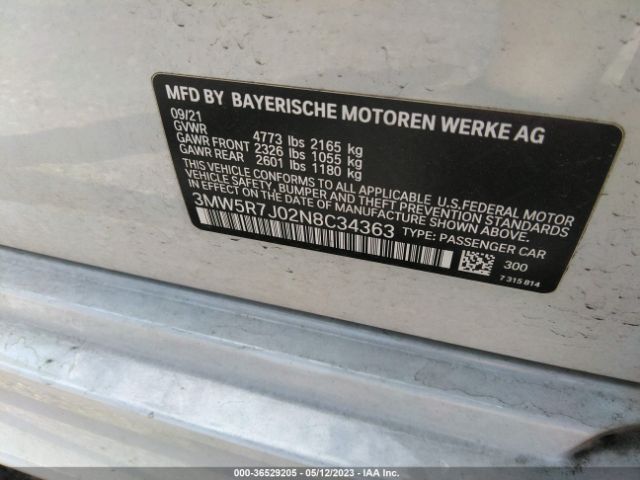 MFD BY BAYERISCHE MOTOREN WERKE AG
09/21
GVWR 4773 lbs 2165 kg
GAWR FRONT 2326 lbs 1055 kg
GAWR REAR 2601 lbs 1180 kg
THIS VEHICLE CONFORMS TO ALL APPLICABLE U.S.FEDERAL MOTOR
VEHICLE SAFETY, BUMPER AND THEFT PREVENTION STANDARDS
IN EFFECT ON THE DATE OF MANUFACTURE SHOWN ABOVE.
3MW5R7J02N8C34363 TYPE: PASSENGER CAR
300
7 315 814
000-36529205 - 05/12/2023 - IAA Inc.